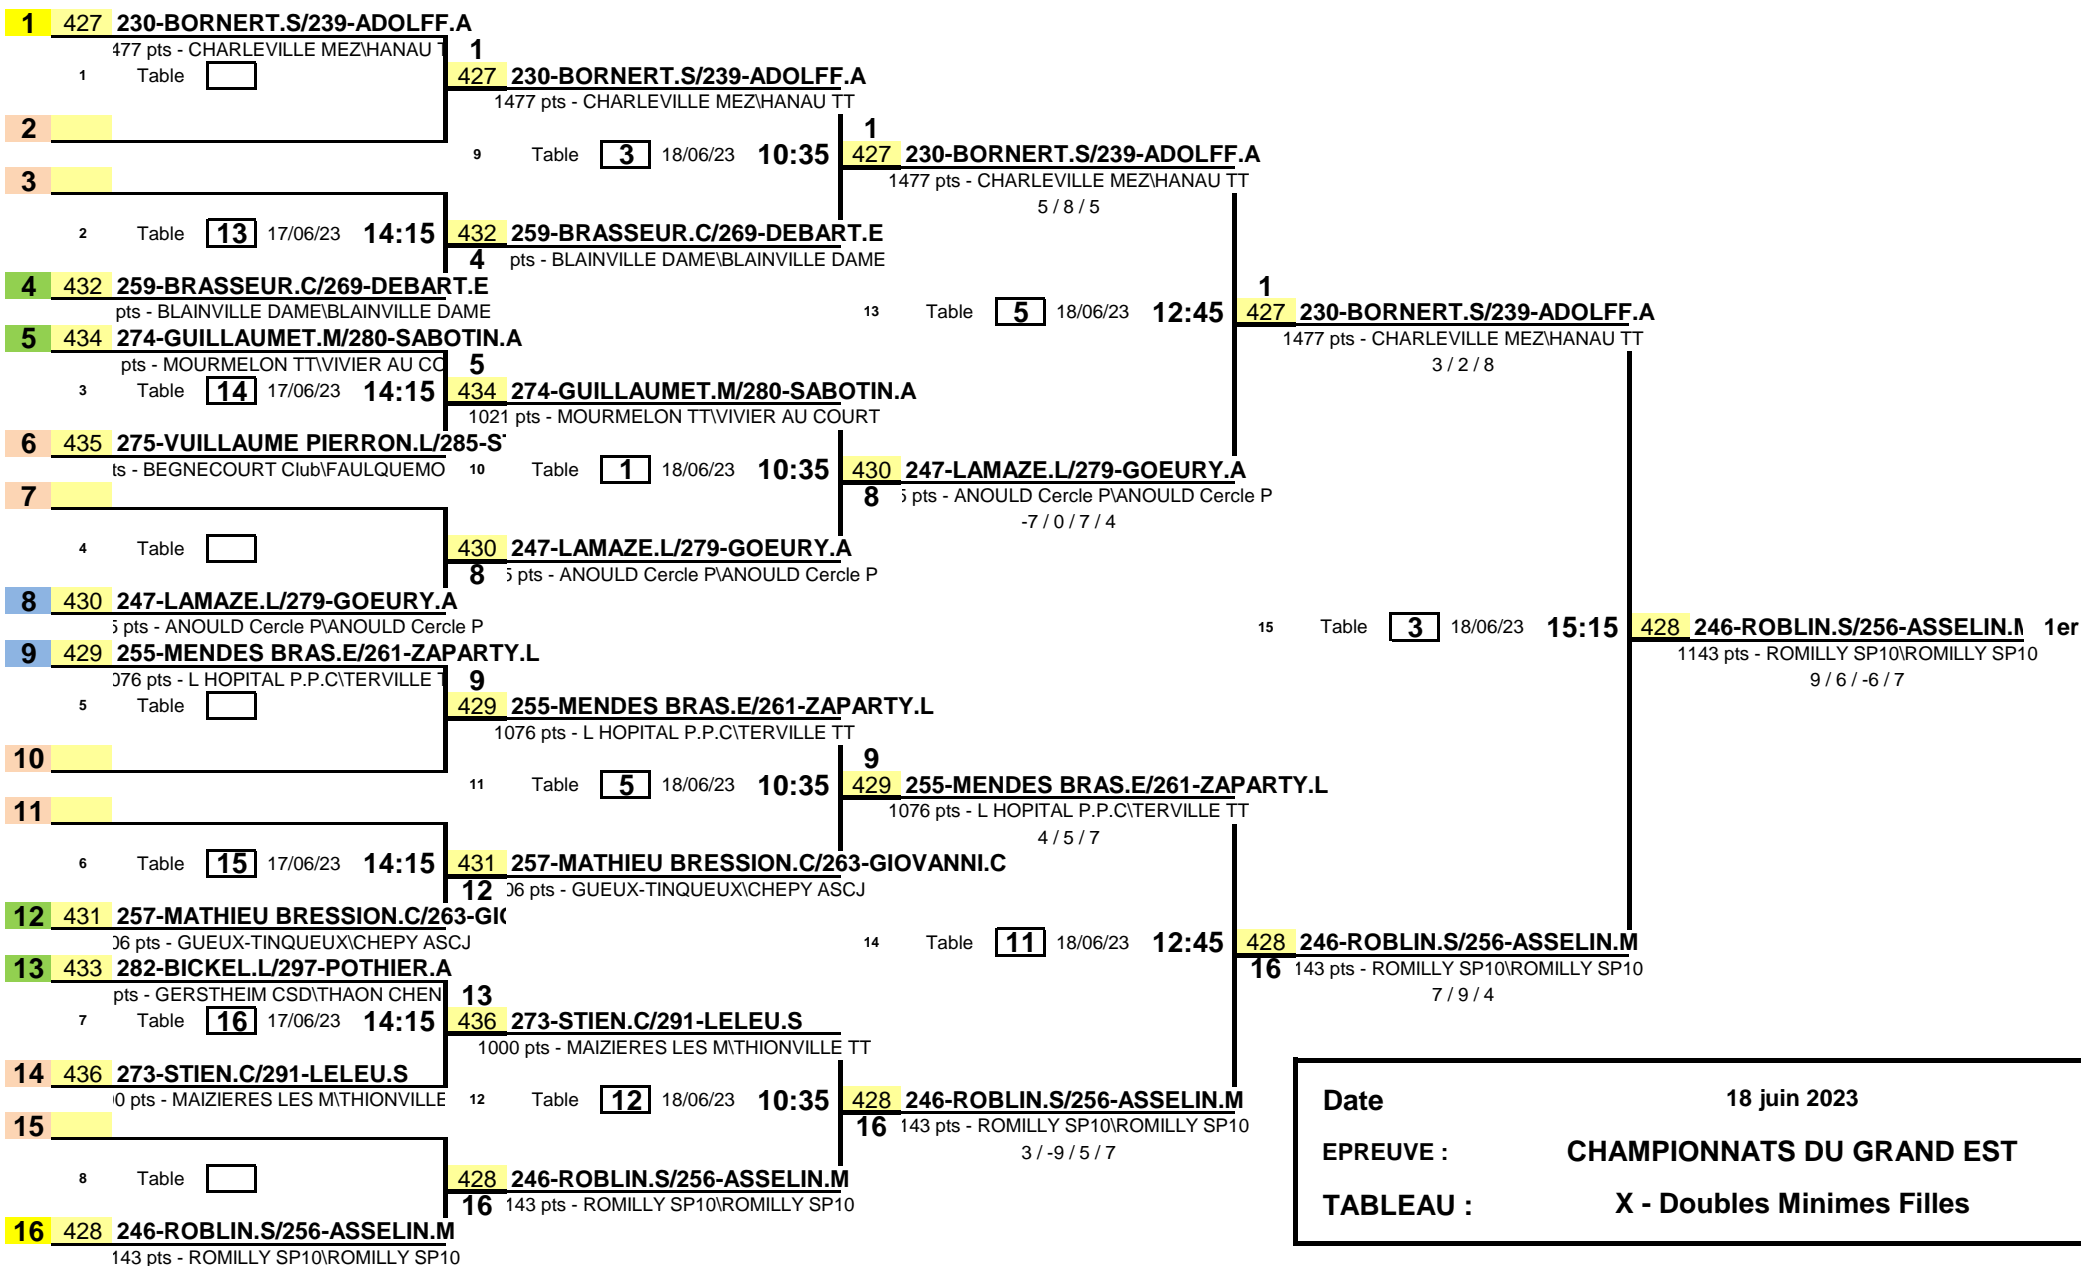 1 427 230-BORNERT.S/239-ADOLFF.A
477 pts - CHARLEVILLE MEZ\HANAU T 1
1 Table 427 230-BORNERT.S/239-ADOLFF.A
1477 pts - CHARLEVILLE MEZ\HANAU TT
2 1
9 Table 3 18/06/23 10:35 427 230-BORNERT.S/239-ADOLFF.A
3 1477 pts - CHARLEVILLE MEZ\HANAU TT
5 / 8 / 5
2 Table 13 17/06/23 14:15 432 259-BRASSEUR.C/269-DEBART.E
4 pts - BLAINVILLE DAME\BLAINVILLE DAME
4 432 259-BRASSEUR.C/269-DEBART.E 1
pts - BLAINVILLE DAME\BLAINVILLE DAME 13 Table 5 18/06/23 12:45 427 230-BORNERT.S/239-ADOLFF.A
5 434 274-GUILLAUMET.M/280-SABOTIN.A 1477 pts - CHARLEVILLE MEZ\HANAU TT
pts - MOURMELON TT\VIVIER AU CO 5 3 / 2 / 8
3 Table 14 17/06/23 14:15 434 274-GUILLAUMET.M/280-SABOTIN.A
1021 pts - MOURMELON TT\VIVIER AU COURT
6 435 275-VUILLAUME PIERRON.L/285-S
ts - BEGNECOURT Club\FAULQUEMO 10 Table 1 18/06/23 10:35 430 247-LAMAZE.L/279-GOEURY.A
7 8 5 pts - ANOULD Cercle P\ANOULD Cercle P
-7 / 0 / 7 / 4
4 Table 430 247-LAMAZE.L/279-GOEURY.A
8 5 pts - ANOULD Cercle P\ANOULD Cercle P
8 430 247-LAMAZE.L/279-GOEURY.A
5 pts - ANOULD Cercle P\ANOULD Cercle P 15 Table 3 18/06/23 15:15 428 246-ROBLIN.S/256-ASSELIN.M 1er
9 429 255-MENDES BRAS.E/261-ZAPARTY.L 1143 pts - ROMILLY SP10\ROMILLY SP10
076 pts - L HOPITAL P.P.C\TERVILLE T 9 9 / 6 / -6 / 7
5 Table 429 255-MENDES BRAS.E/261-ZAPARTY.L
1076 pts - L HOPITAL P.P.C\TERVILLE TT
10 9
11 Table 5 18/06/23 10:35 429 255-MENDES BRAS.E/261-ZAPARTY.L
11 1076 pts - L HOPITAL P.P.C\TERVILLE TT
4 / 5 / 7
6 Table 15 17/06/23 14:15 431 257-MATHIEU BRESSION.C/263-GIOVANNI.C
12 06 pts - GUEUX-TINQUEUX\CHEPY ASCJ
12 431 257-MATHIEU BRESSION.C/263-GIO
06 pts - GUEUX-TINQUEUX\CHEPY ASCJ 14 Table 11 18/06/23 12:45 428 246-ROBLIN.S/256-ASSELIN.M
13 433 282-BICKEL.L/297-POTHIER.A 16 143 pts - ROMILLY SP10\ROMILLY SP10
pts - GERSTHEIM CSD\THAON CHEN 13 7 / 9 / 4
7 Table 16 17/06/23 14:15 436 273-STIEN.C/291-LELEU.S
1000 pts - MAIZIERES LES M\THIONVILLE TT
14 436 273-STIEN.C/291-LELEU.S
00 pts - MAIZIERES LES M\THIONVILLE 12 Table 12 18/06/23 10:35 428 246-ROBLIN.S/256-ASSELIN.M
15 16 143 pts - ROMILLY SP10\ROMILLY SP10
3 / -9 / 5 / 7
8 Table 428 246-ROBLIN.S/256-ASSELIN.M
16 143 pts - ROMILLY SP10\ROMILLY SP10
16 428 246-ROBLIN.S/256-ASSELIN.M
143 pts - ROMILLY SP10\ROMILLY SP10
Date 18 juin 2023
EPREUVE : CHAMPIONNATS DU GRAND EST
TABLEAU : X - Doubles Minimes Filles